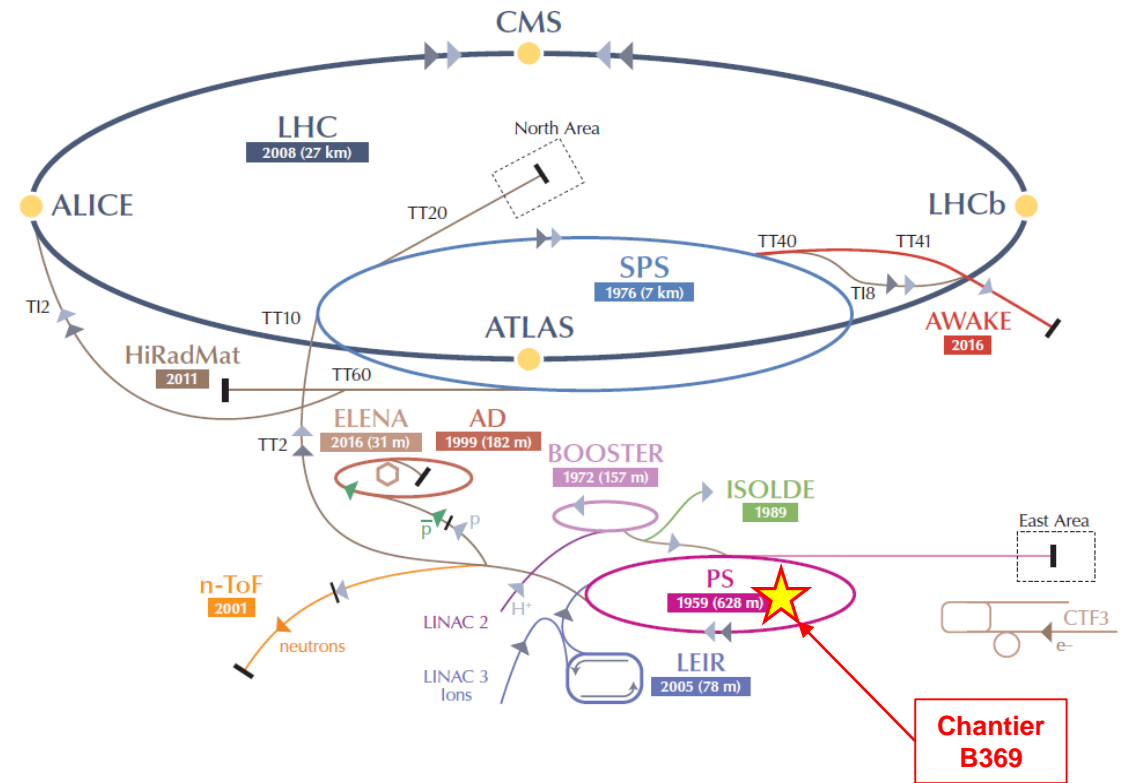 CMS
LHC
2008 (27 km)
North Area
ALICE
TT20
LHCb
TT40
TT41
SPS
1976 (7 km)
TI2
TI8
TT10
ATLAS
AWAKE
2016
HiRadMat
2011
TT60
ELENA
2016 (31 m)
AD
1999 (182 m)
TT2
BOOSTER
1972 (157 m)
ISOLDE
1989
p̅
p
East Area
n-ToF
2001
PS
1959 (628 m)
H⁺
LINAC 2
neutrons
CTF3
e–
LINAC 3
Ions
LEIR
2005 (78 m)
Chantier
B369